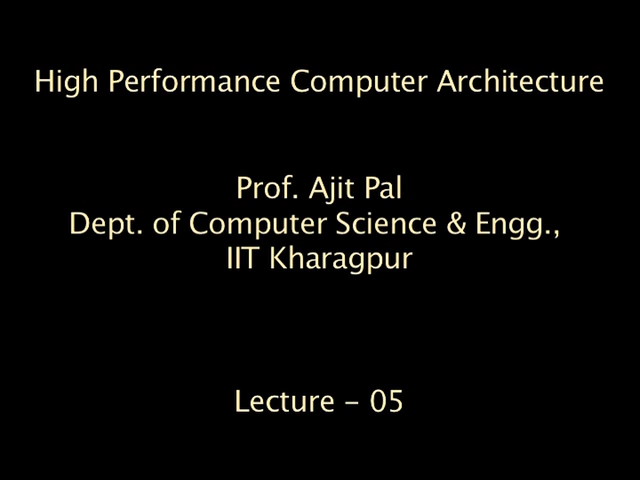 High Performance Computer Architecture
Prof. Ajit Pal
Dept. of Computer Science & Engg.,
IIT Kharagpur
Lecture - 05